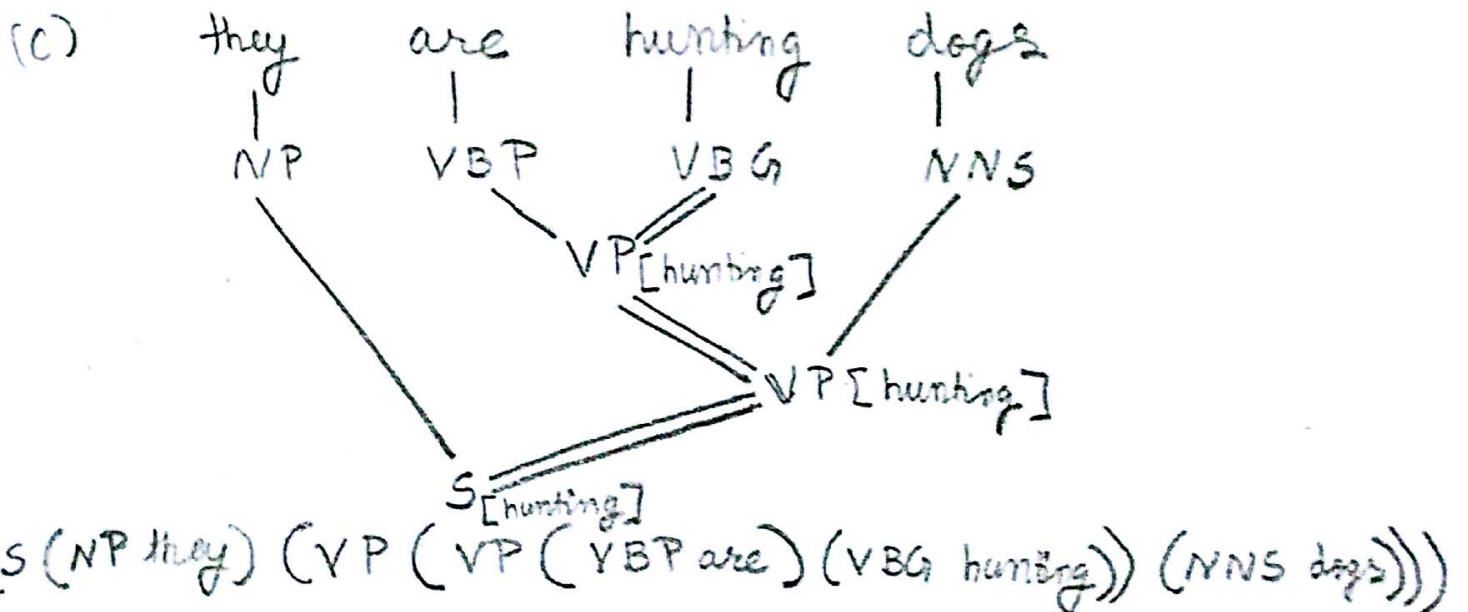 (C) they are hunting dogs
NP VBP VBG NNS
VP[hunting]
VP[hunting]
S[hunting]
S (NP they) (VP ( VP ( VBP are) (VBG hunting)) (NNS dogs)))